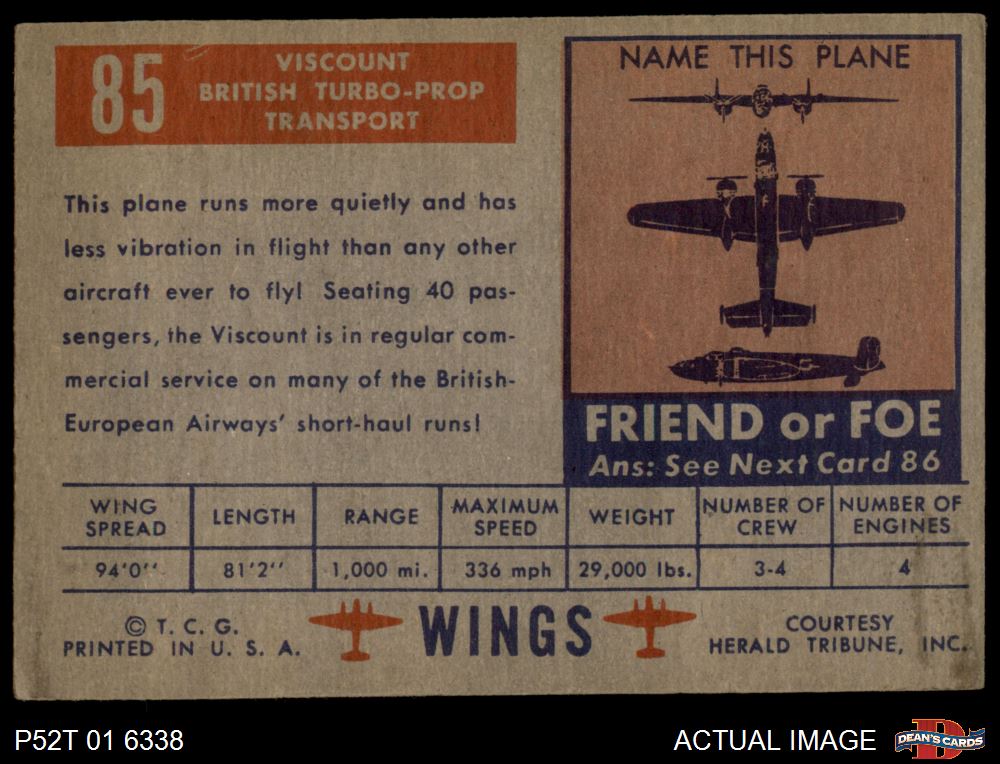 85
VISCOUNT
BRITISH TURBO-PROP
TRANSPORT
This plane runs more quietly and has
less vibration in flight than any other
aircraft ever to fly! Seating 40 pas-
sengers, the Viscount is in regular com-
mercial service on many of the British-
European Airways' short-haul runs!
NAME THIS PLANE
FRIEND or FOE
Ans: See Next Card 86
WING SPREAD LENGTH RANGE MAXIMUM SPEED WEIGHT NUMBER OF CREW NUMBER OF ENGINES
94'0'' 81'2'' 1,000 mi. 336 mph 29,000 lbs. 3-4 4
© T. C. G.
PRINTED IN U. S. A.
WINGS
COURTESY
HERALD TRIBUNE, INC.
P52T 01 6338
ACTUAL IMAGE
D
DEAN'S CARDS